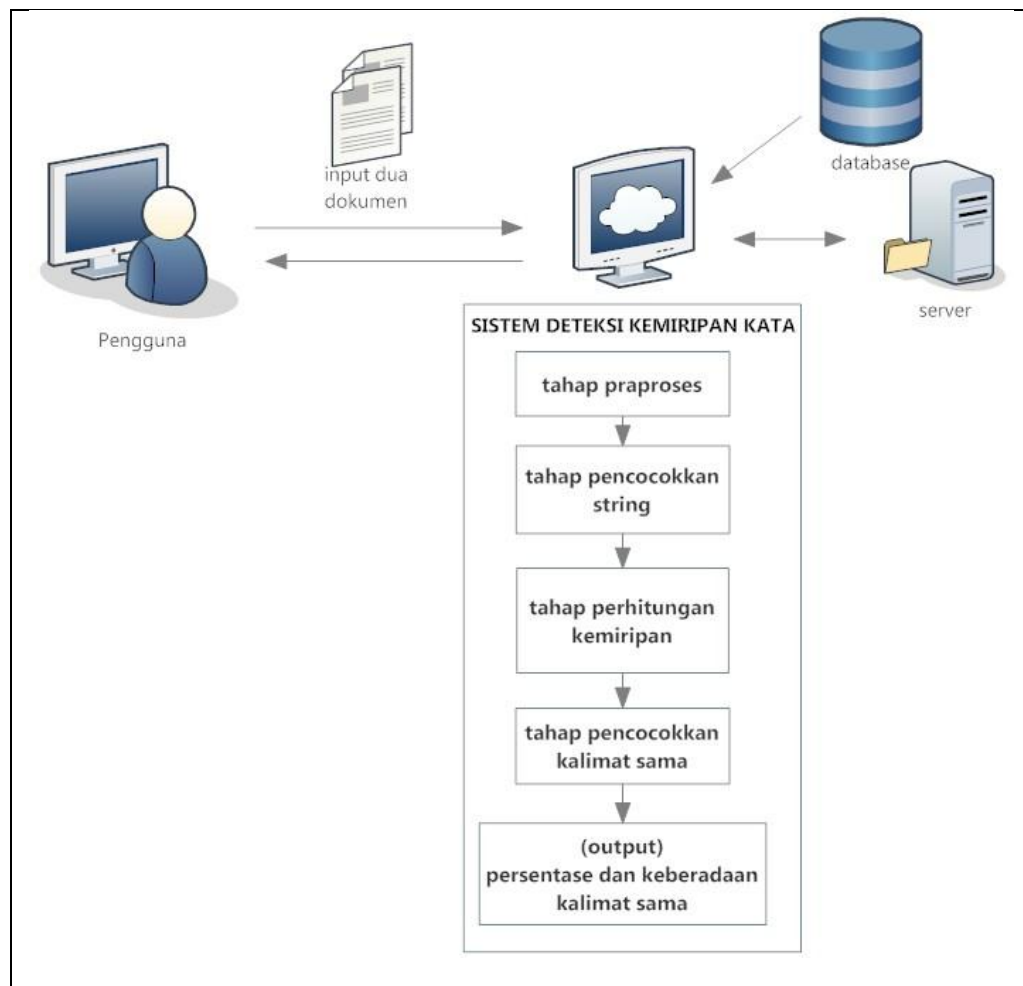 input dua
dokumen
database
Pengguna
server
SISTEM DETEKSI KEMIRIPAN KATA
tahap praproses
tahap pencocokkan
string
tahap perhitungan
kemiripan
tahap pencocokkan
kalimat sama
(output)
persentase dan keberadaan
kalimat sama